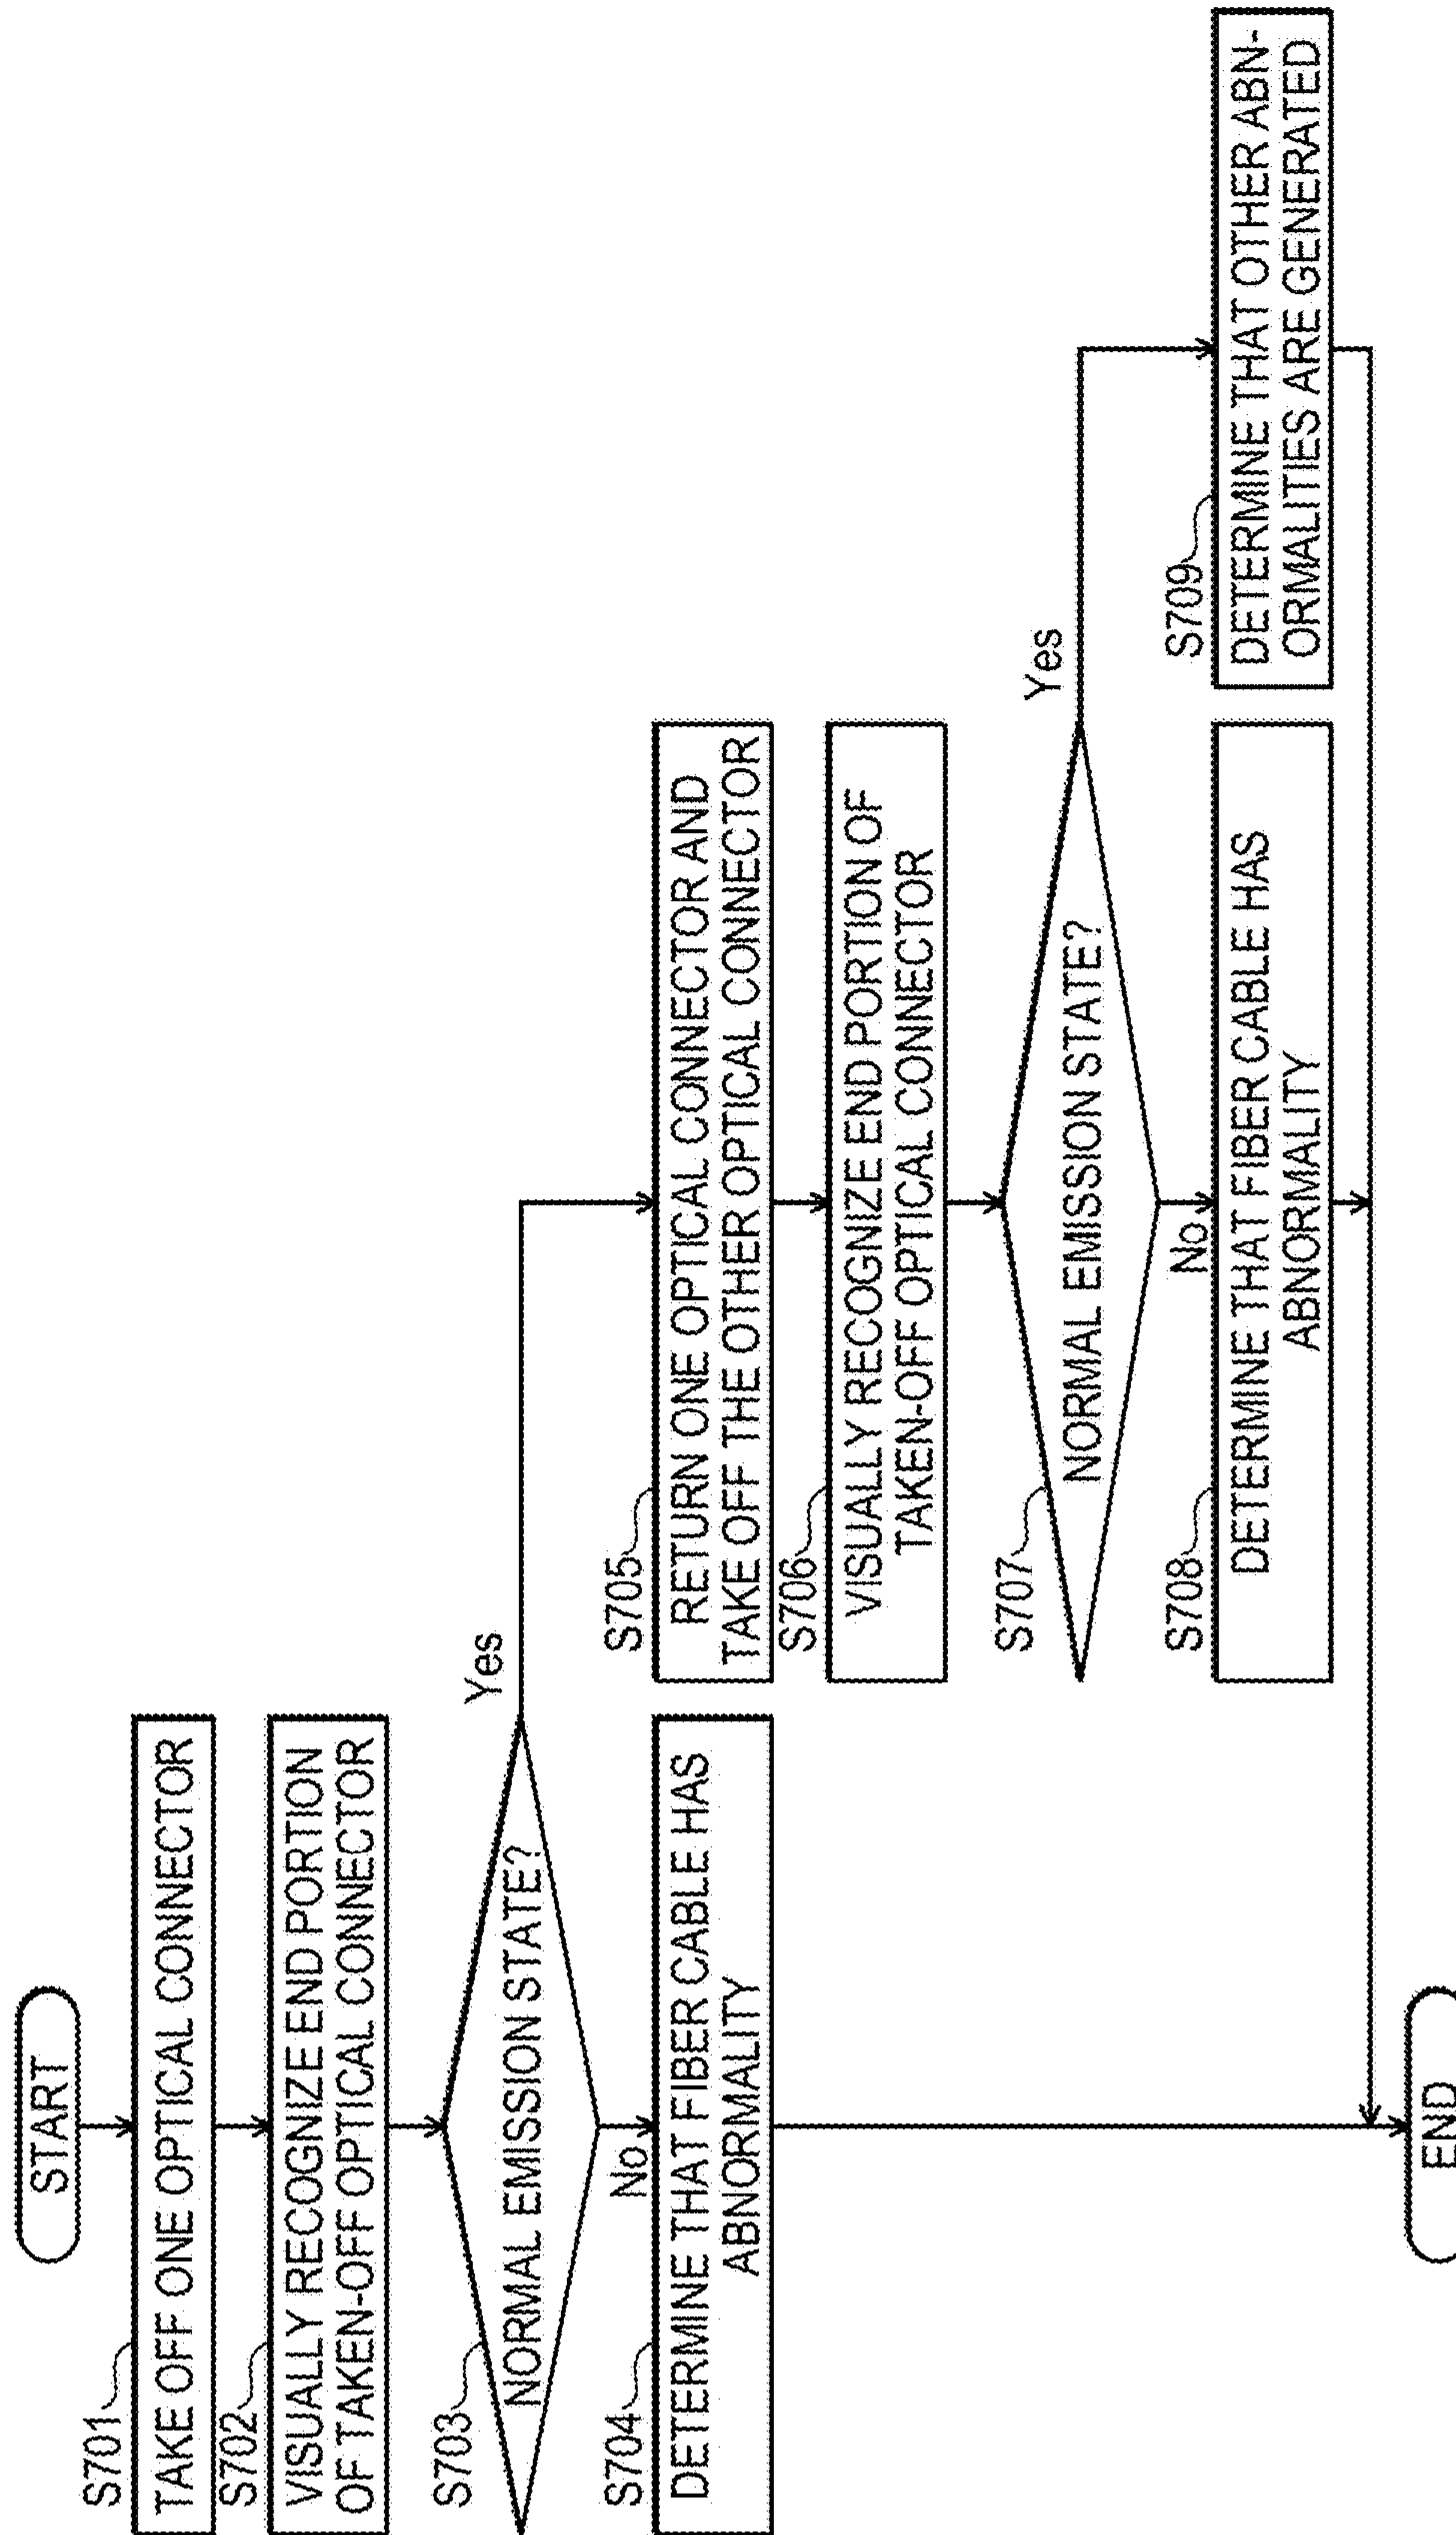 START
S701
TAKE OFF ONE OPTICAL CONNECTOR
S702
VISUALLY RECOGNIZE END PORTION
OF TAKEN-OFF OPTICAL CONNECTOR
S703
NORMAL EMISSION STATE?
Yes
No
S704
DETERMINE THAT FIBER CABLE HAS
ABNORMALITY
S705
RETURN ONE OPTICAL CONNECTOR AND
TAKE OFF THE OTHER OPTICAL CONNECTOR
S706
VISUALLY RECOGNIZE END PORTION OF
TAKEN-OFF OPTICAL CONNECTOR
S707
NORMAL EMISSION STATE?
Yes
No
S708
DETERMINE THAT FIBER CABLE HAS
ABNORMALITY
S709
DETERMINE THAT OTHER ABN-
ORMALITIES ARE GENERATED
END